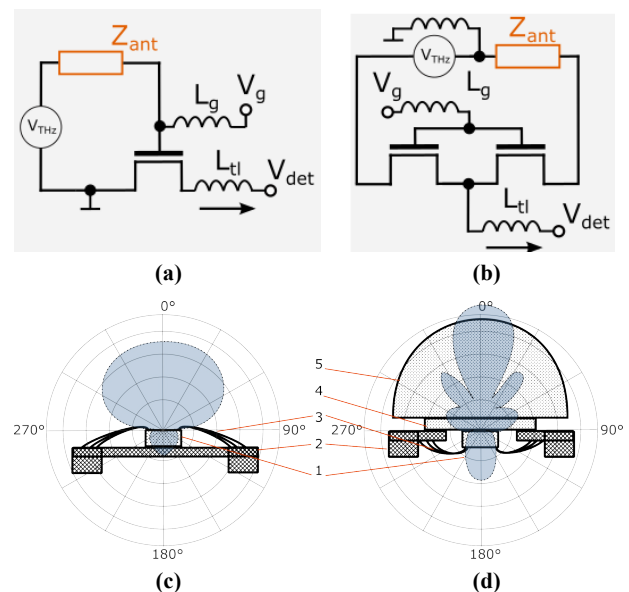 Z_ant
L_g
V_g
V_THz
L_tl
V_det
(a)
V_THz
Z_ant
V_g
L_g
L_tl
V_det
(b)
0°
270°
90°
180°
(c)
5
4
3
2
1
0°
270°
90°
180°
(d)